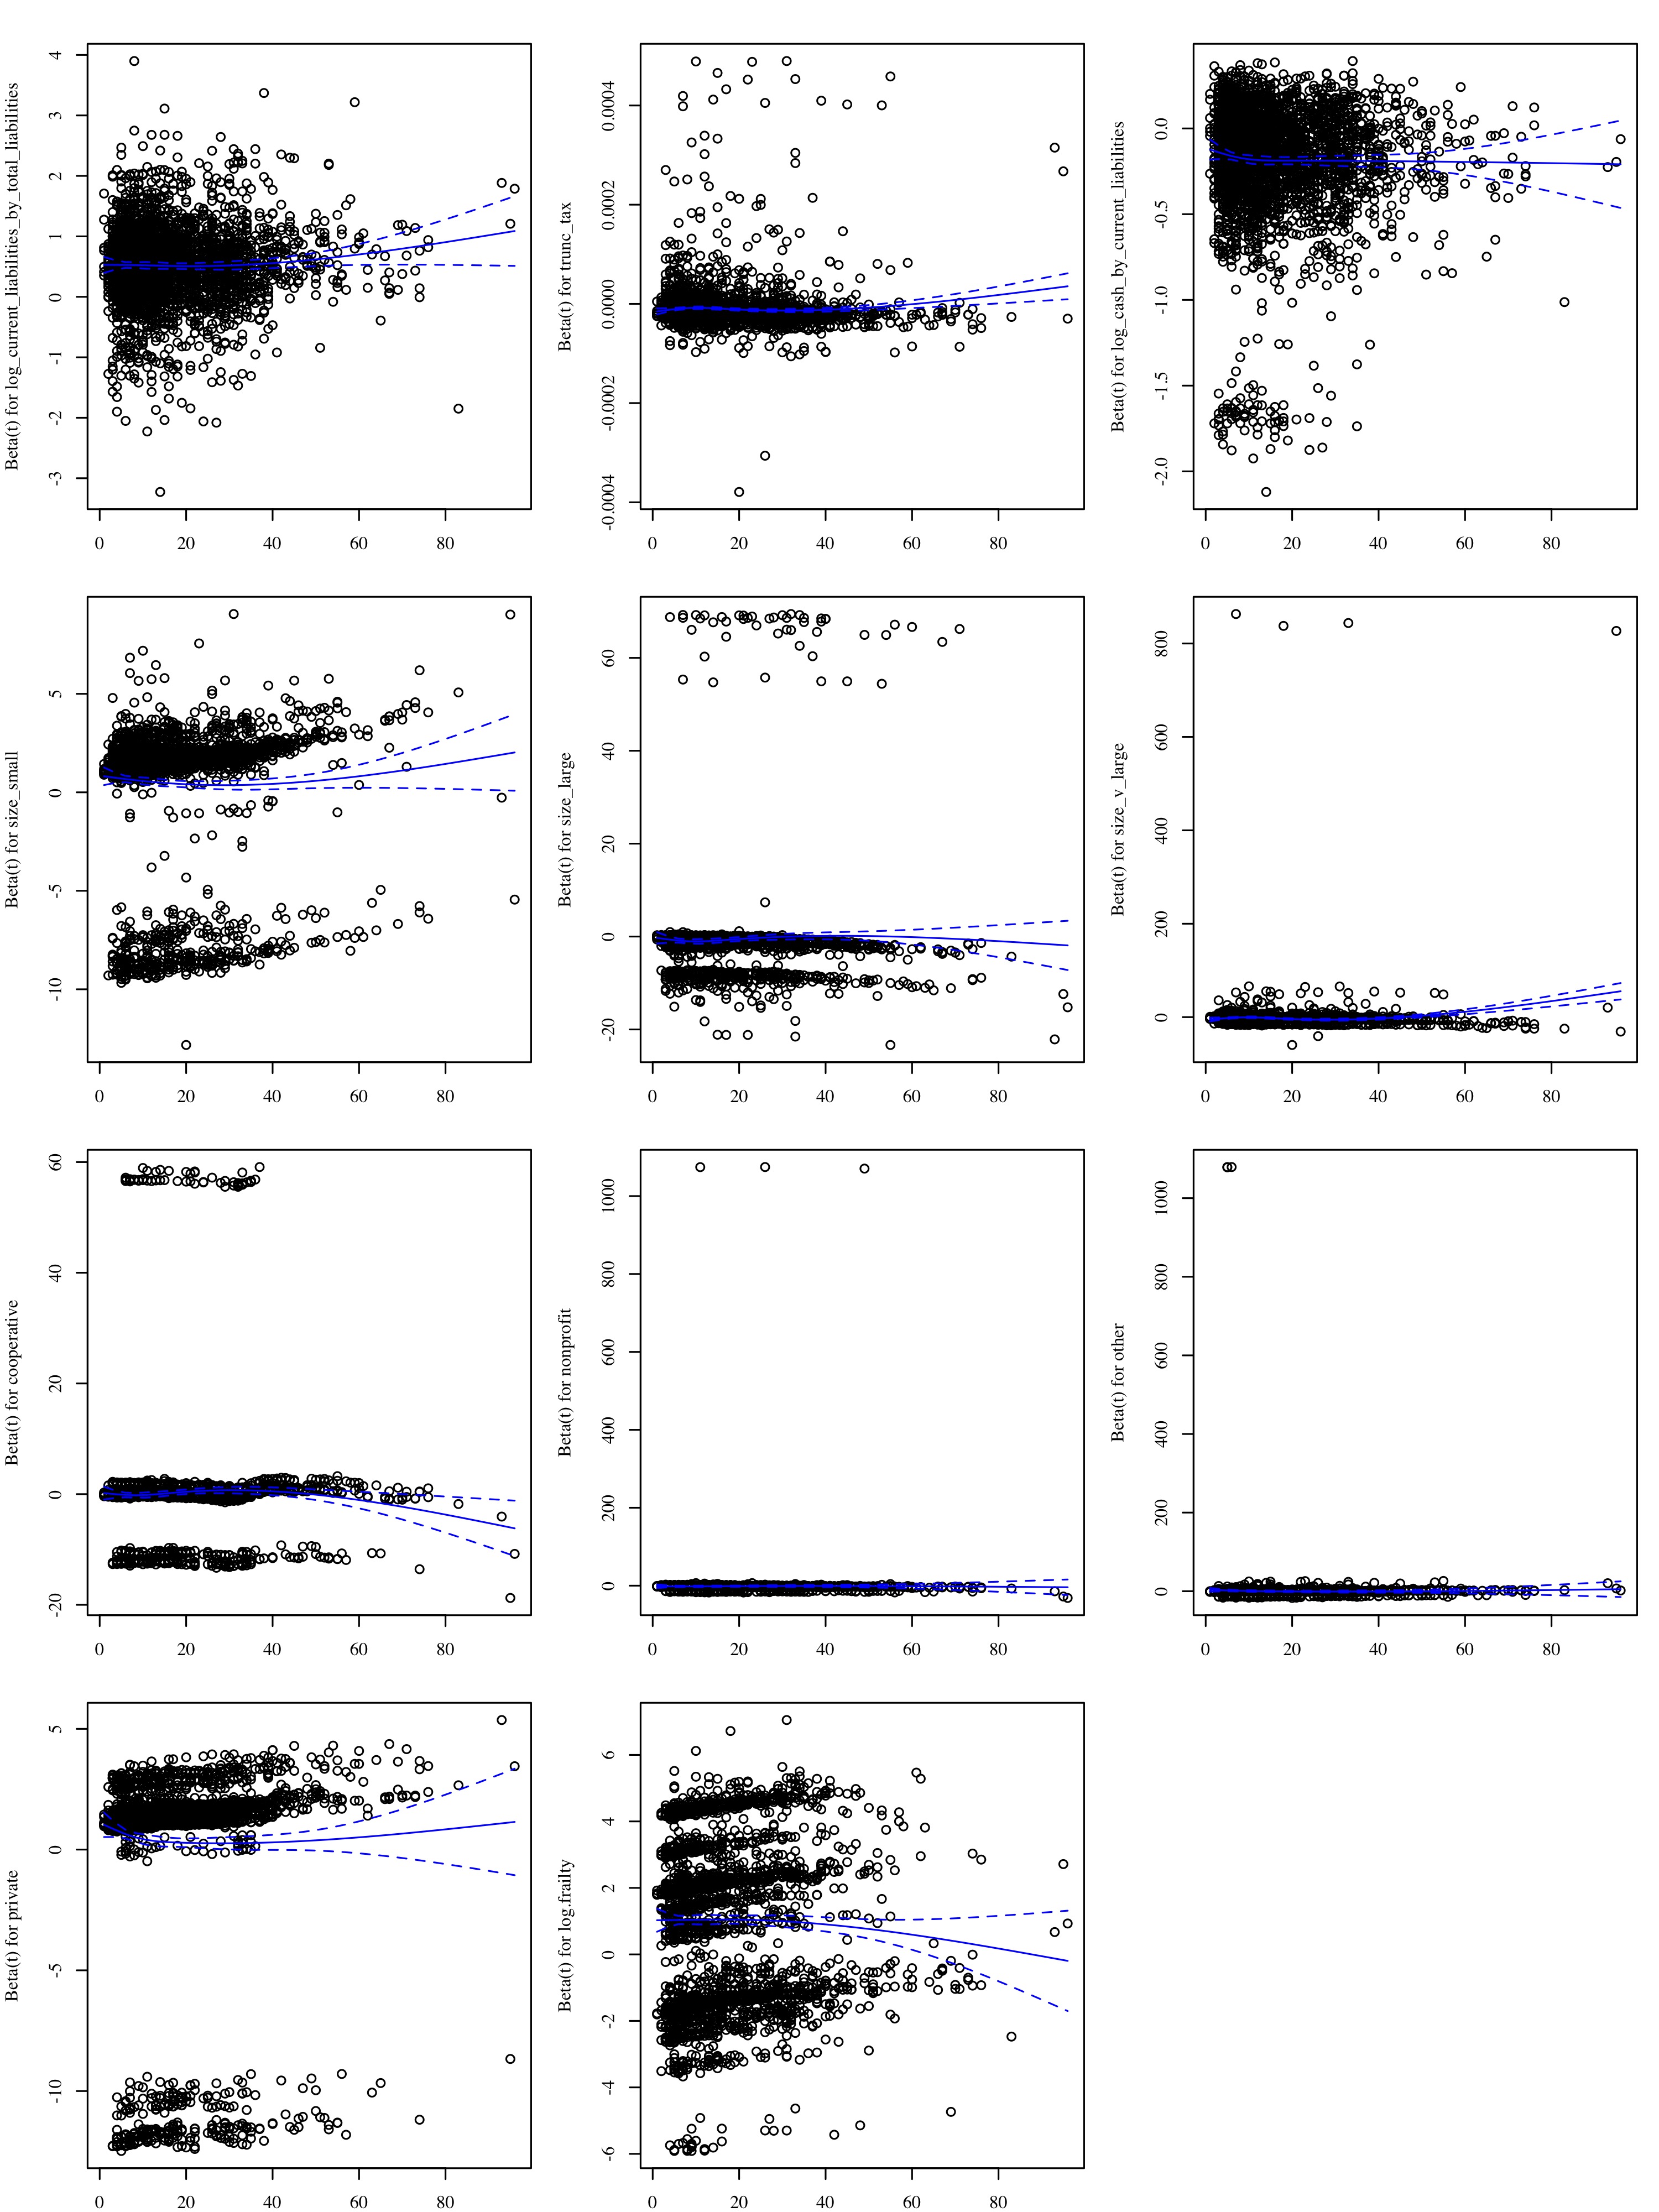 Beta(t) for log_current_liabilities_by_total_liabilities
4
3
2
1
0
-1
-2
-3
0 20 40 60 80
Beta(t) for trunc_tax
0.0004
0.0002
0.0000
-0.0002
-0.0004
0 20 40 60 80
Beta(t) for log_cash_by_current_liabilities
0.0
-0.5
-1.0
-1.5
-2.0
0 20 40 60 80
Beta(t) for size_small
5
0
-5
-10
0 20 40 60 80
Beta(t) for size_large
60
40
20
0
-20
0 20 40 60 80
Beta(t) for size_v_large
800
600
400
200
0
0 20 40 60 80
Beta(t) for cooperative
60
40
20
0
-20
0 20 40 60 80
Beta(t) for nonprofit
1000
800
600
400
200
0
0 20 40 60 80
Beta(t) for other
1000
800
600
400
200
0
0 20 40 60 80
Beta(t) for private
5
0
-5
-10
0 20 40 60 80
Beta(t) for log.frailty
6
4
2
0
-2
-4
-6
0 20 40 60 80